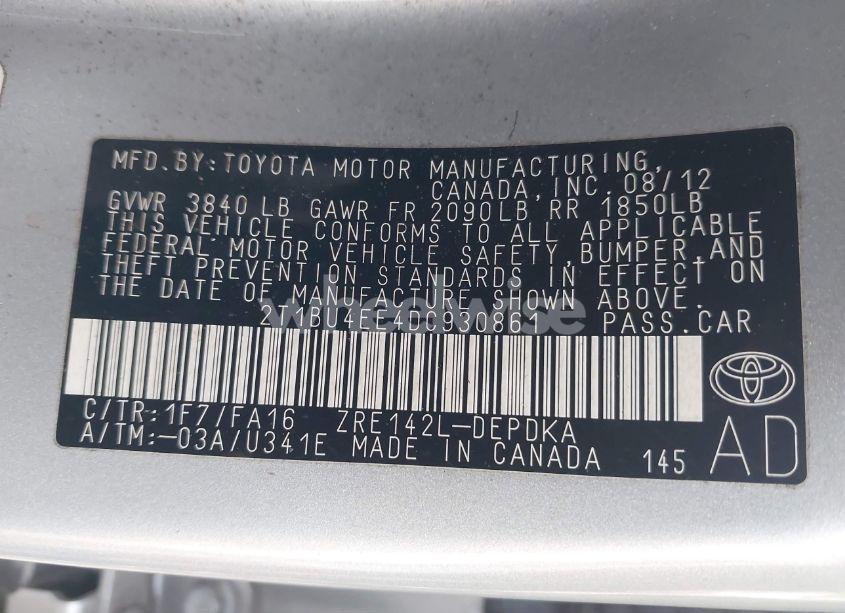 MFD.BY:TOYOTA MOTOR MANUFACTURING,
CANADA,INC. 08/12
GVWR 3840 LB GAWR FR 2090LB RR 1850LB
THIS VEHICLE CONFORMS TO ALL APPLICABLE
FEDERAL MOTOR VEHICLE SAFETY,BUMPER,AND
THEFT PREVENTION STANDARDS IN EFFECT ON
THE DATE OF MANUFACTURE SHOWN ABOVE.
PASS.CAR
C/TR:1F7/FA16 ZRE142L-DEPDKA
A/TM:-03A/U341E MADE IN CANADA 145 AD
wheelwise